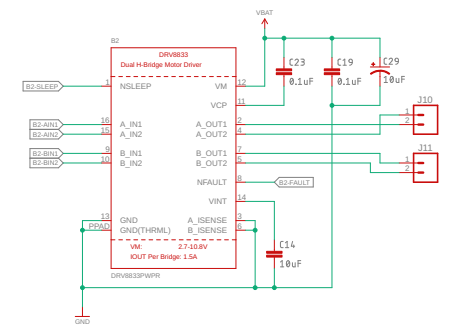 VBAT
B2
DRV8833
Dual H-Bridge Motor Driver
C23
0.1uF
C19
0.1uF
C29
10uF
B2-SLEEP
1
NSLEEP
VM
12
VCP
11
J10
1
2
B2-AIN1
16
A_IN1
A_OUT1
2
B2-AIN2
15
A_IN2
A_OUT2
4
J11
1
2
B2-BIN1
9
B_IN1
B_OUT1
7
B2-BIN2
10
B_IN2
B_OUT2
5
NFAULT
8
B2-FAULT
VINT
14
13
GND
A_ISENSE
3
PPAD
GND(THRML)
B_ISENSE
6
C14
10uF
VM: 2.7-10.8V
IOUT Per Bridge: 1.5A
DRV8833PWPR
GND